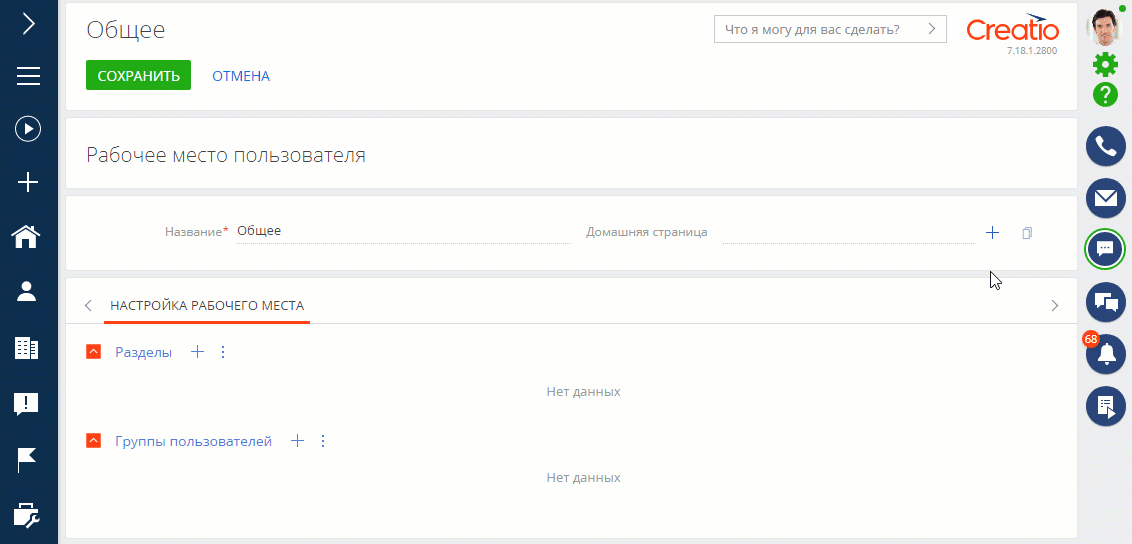 Общее
Что я могу для вас сделать?
Creatio
7.18.1.2800
СОХРАНИТЬ
ОТМЕНА
Рабочее место пользователя
Название*
Общее
Домашняя страница
НАСТРОЙКА РАБОЧЕГО МЕСТА
Разделы
Нет данных
Группы пользователей
Нет данных
68